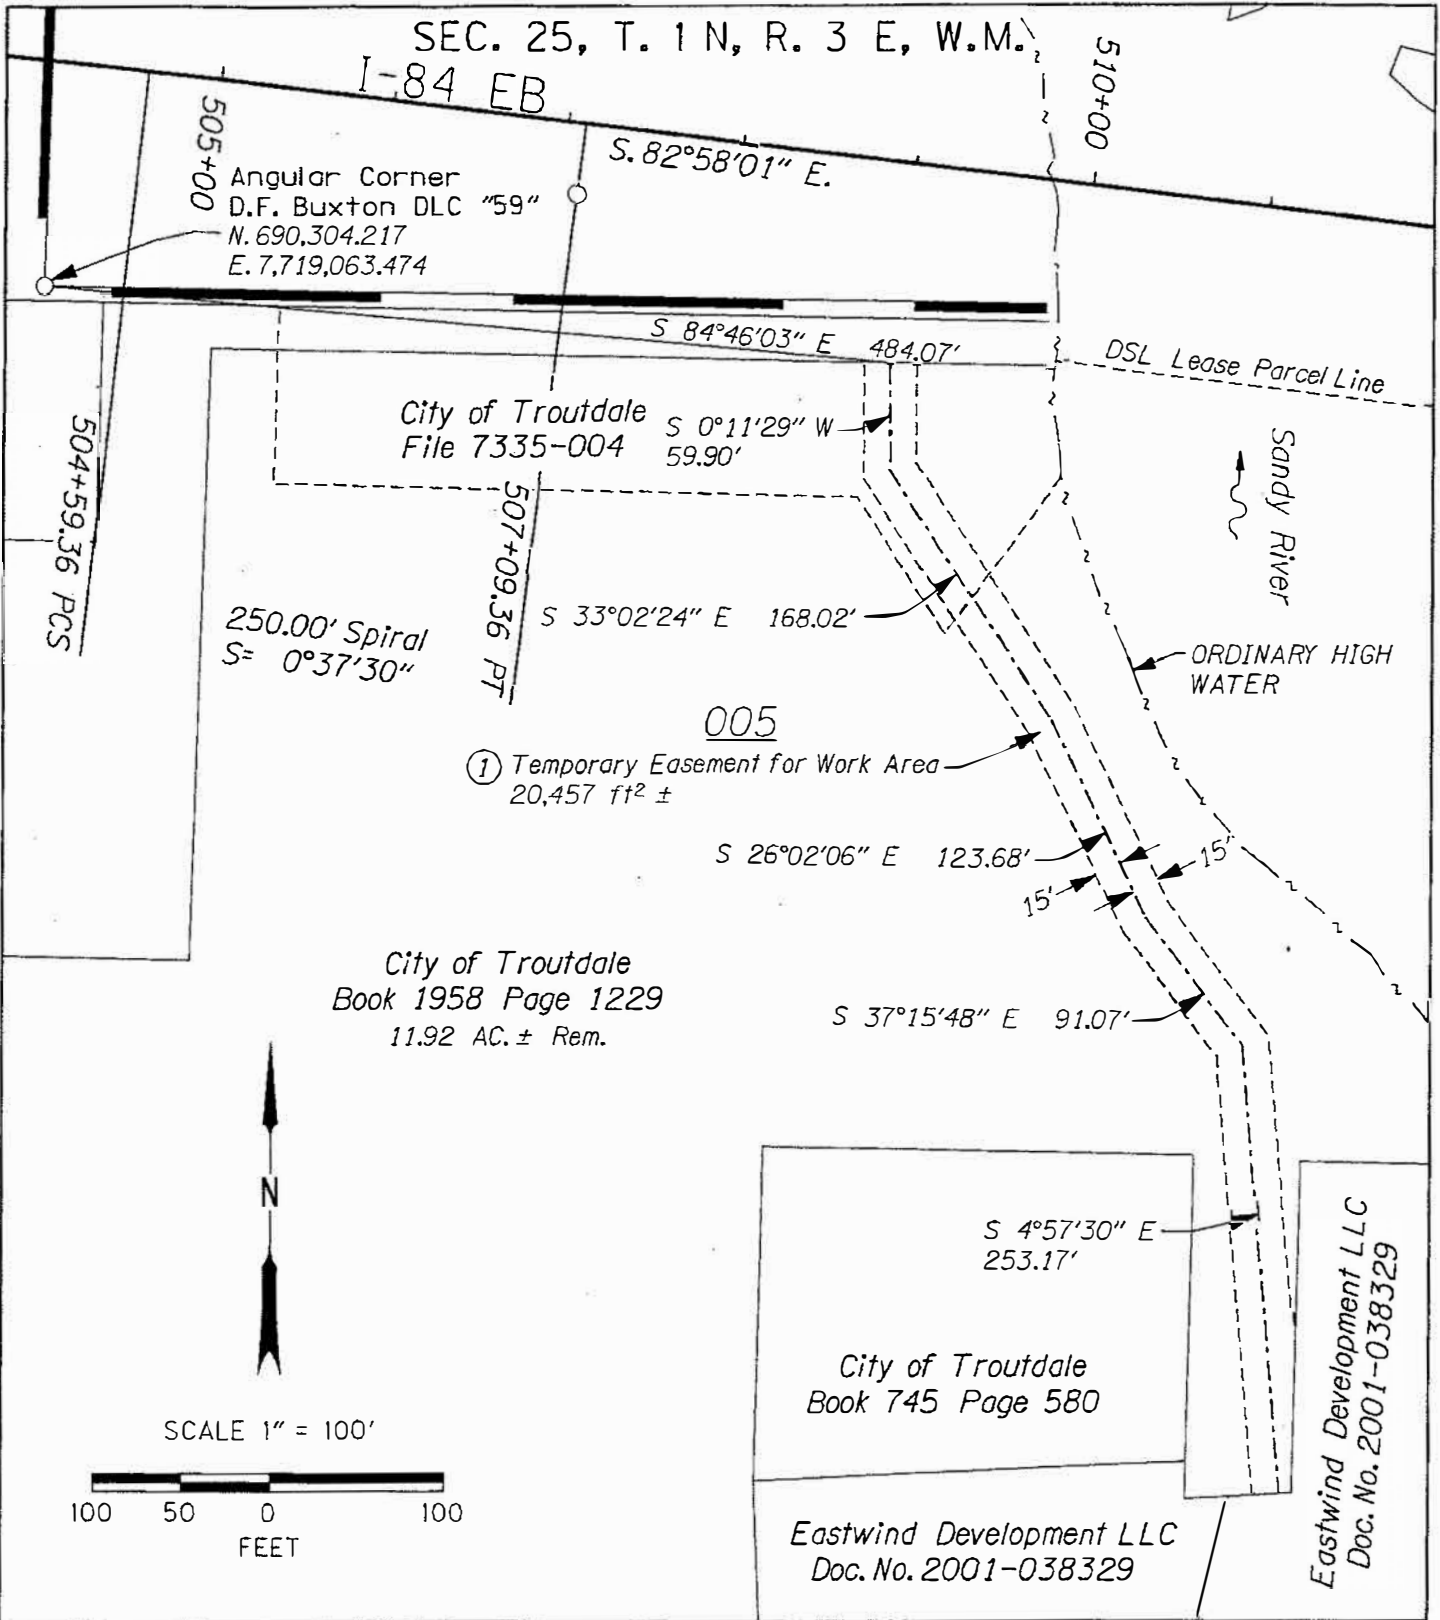 SEC. 25, T. 1 N, R. 3 E, W.M.
I-84 EB
510+00
505+00
S. 82°58'01" E.
Angular Corner
D.F. Buxton DLC "59"
N. 690,304.217
E. 7,719,063.474
S 84°46'03" E 484.07'
DSL Lease Parcel Line
City of Troutdale
File 7335-004
S 0°11'29" W
59.90'
Sandy River
504+59.36 PCS
507+09.36 PT
250.00' Spiral
S= 0°37'30"
S 33°02'24" E 168.02'
ORDINARY HIGH
WATER
005
1 Temporary Easement for Work Area
20,457 ft² ±
S 26°02'06" E 123.68'
15'
15'
City of Troutdale
Book 1958 Page 1229
11.92 AC. ± Rem.
S 37°15'48" E 91.07'
N
S 4°57'30" E
253.17'
City of Troutdale
Book 745 Page 580
Eastwind Development LLC
Doc. No. 2001-038329
SCALE 1" = 100'
100 50 0 100
FEET
Eastwind Development LLC
Doc. No. 2001-038329